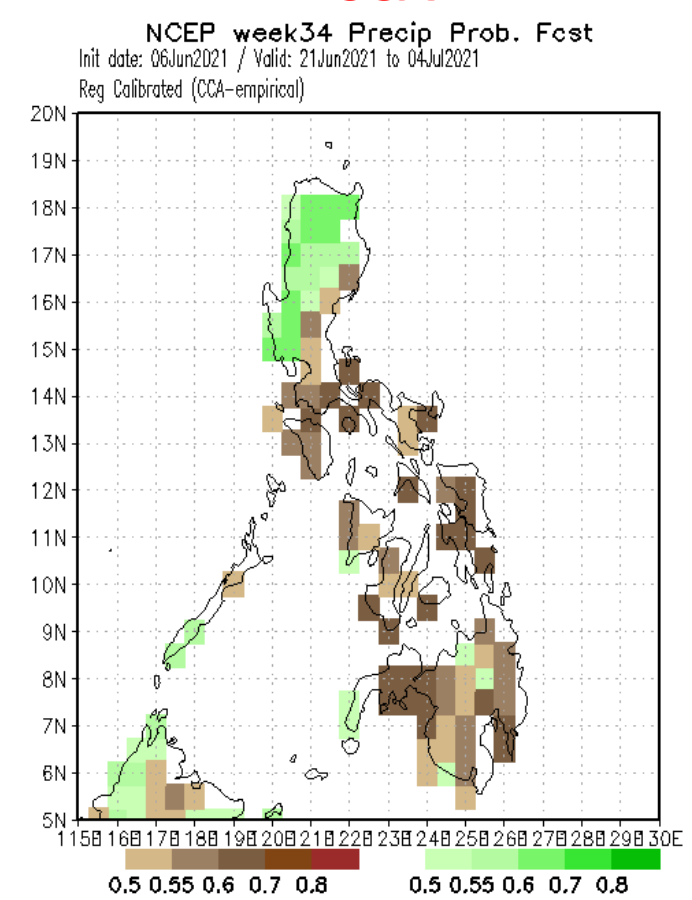 NCEP week34 Precip Prob. Fcst
Init date: 06Jun2021 / Valid: 21Jun2021 to 04Jul2021
Reg Calibrated (CCA-empirical)
20N
19N
18N
17N
16N
15N
14N
13N
12N
11N
10N
9N
8N
7N
6N
5N
115E 116E 117E 118E 119E 120E 121E 122E 123E 124E 125E 126E 127E 128E 129E 130E
0.5 0.55 0.6 0.7 0.8 0.5 0.55 0.6 0.7 0.8